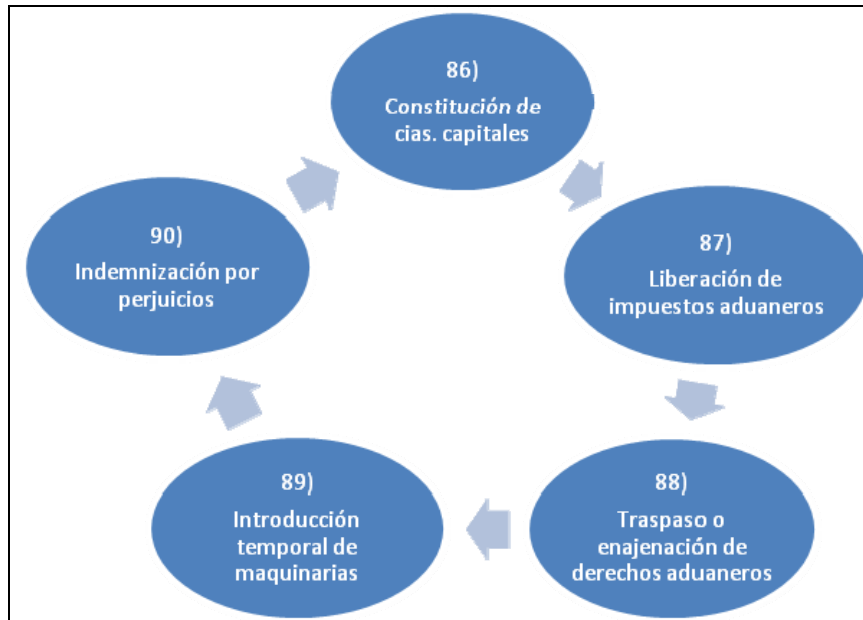 86)
Constitución de
cias. capitales
87)
Liberación de
impuestos aduaneros
88)
Traspaso o
enajenación de
derechos aduaneros
89)
Introducción
temporal de
maquinarias
90)
Indemnización por
perjuicios